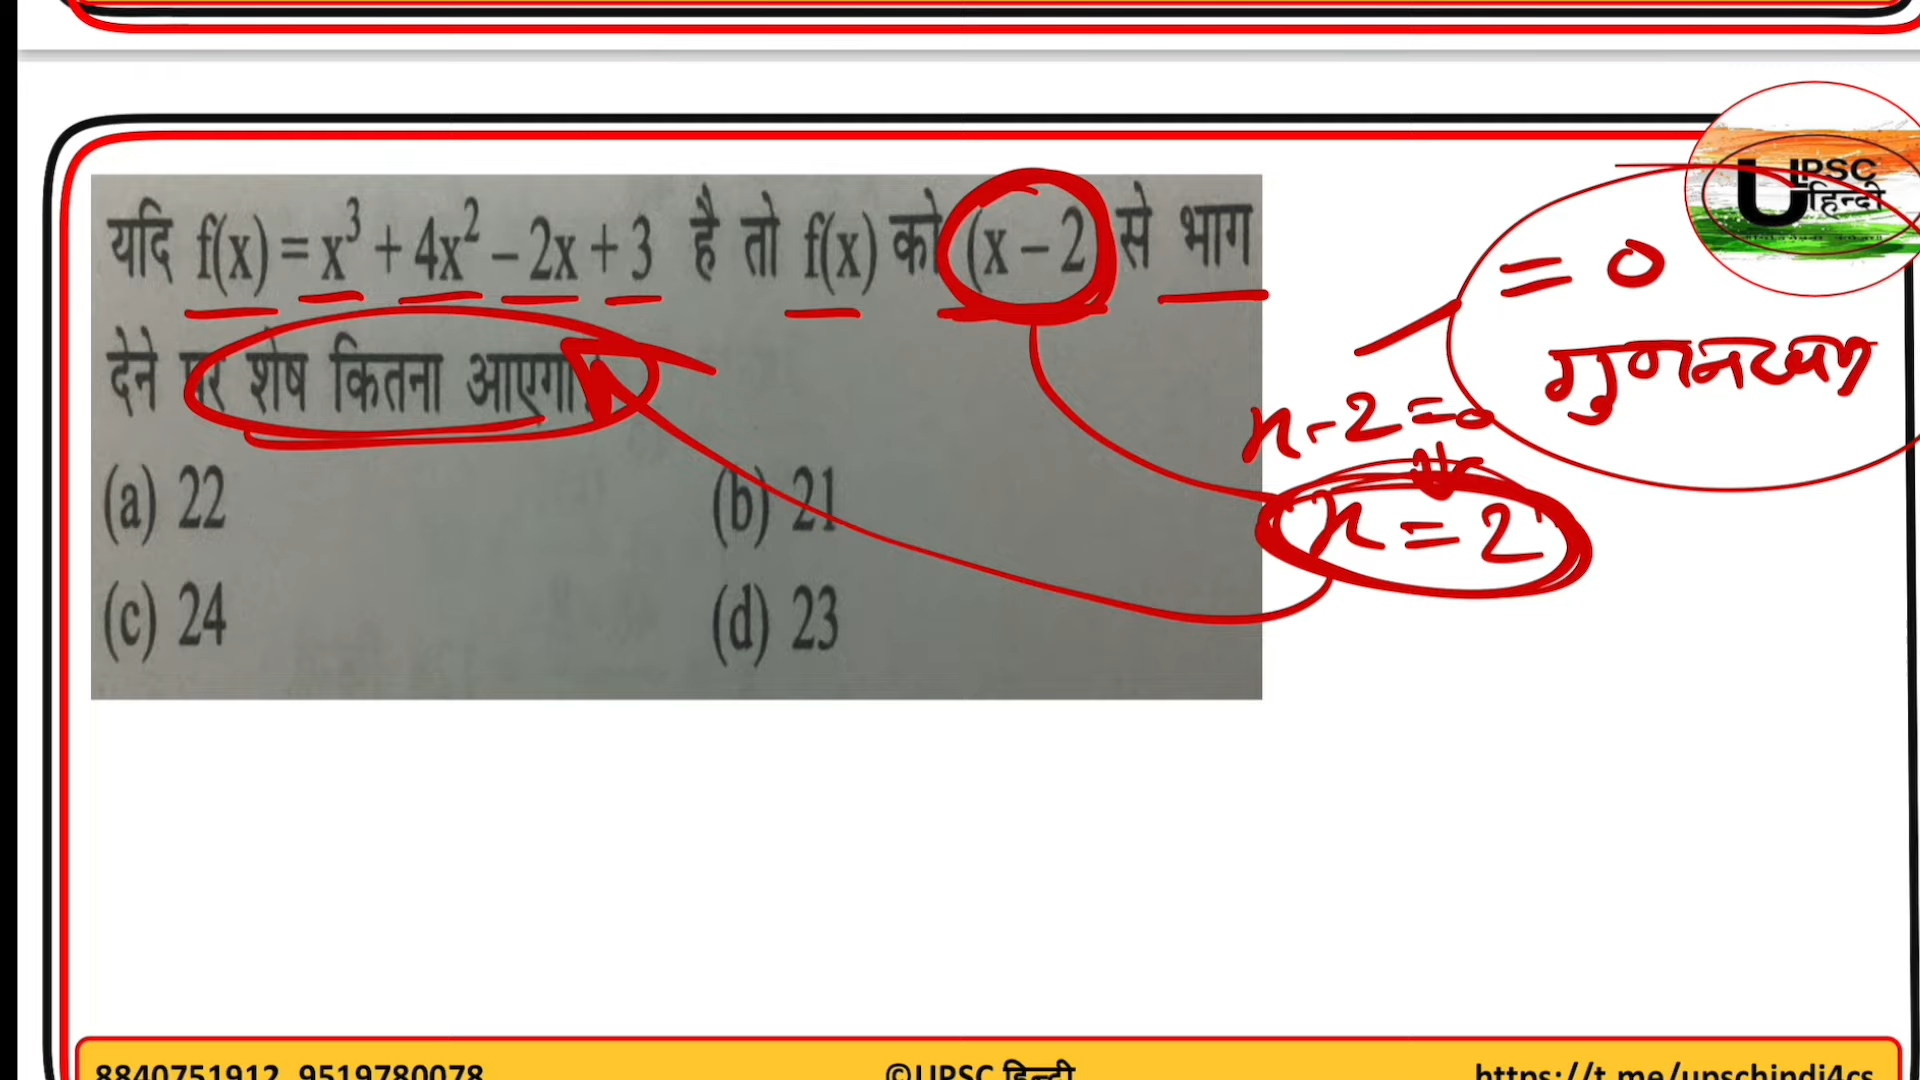 यदि f(x) = x³ + 4x² – 2x + 3 है तो f(x) को (x – 2) से भाग
देने पर शेष कितना आएगा?
(a) 22 (b) 21
(c) 24 (d) 23
= 0
गुणनखण्ड
x - 2 = 0
x = 2
UPSC
हिन्दी
8840751912, 9519780078 ©UPSC हिन्दी https://t.me/upschindi4cs